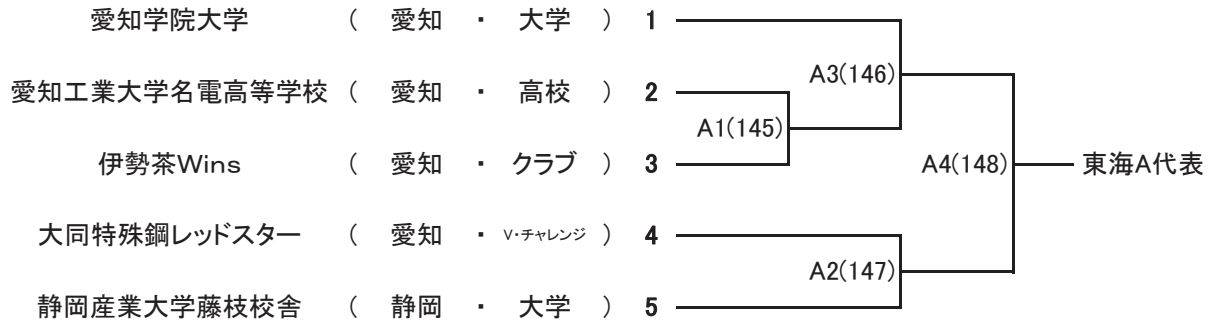 愛知学院大学 ( 愛知 ・ 大学 ) 1
A3(146)
愛知工業大学名電高等学校 ( 愛知 ・ 高校 ) 2
A1(145)
伊勢茶Wins ( 愛知 ・ クラブ ) 3
A4(148) 東海A代表
大同特殊鋼レッドスター ( 愛知 ・ V・チャレンジ ) 4
A2(147)
静岡産業大学藤枝校舎 ( 静岡 ・ 大学 ) 5